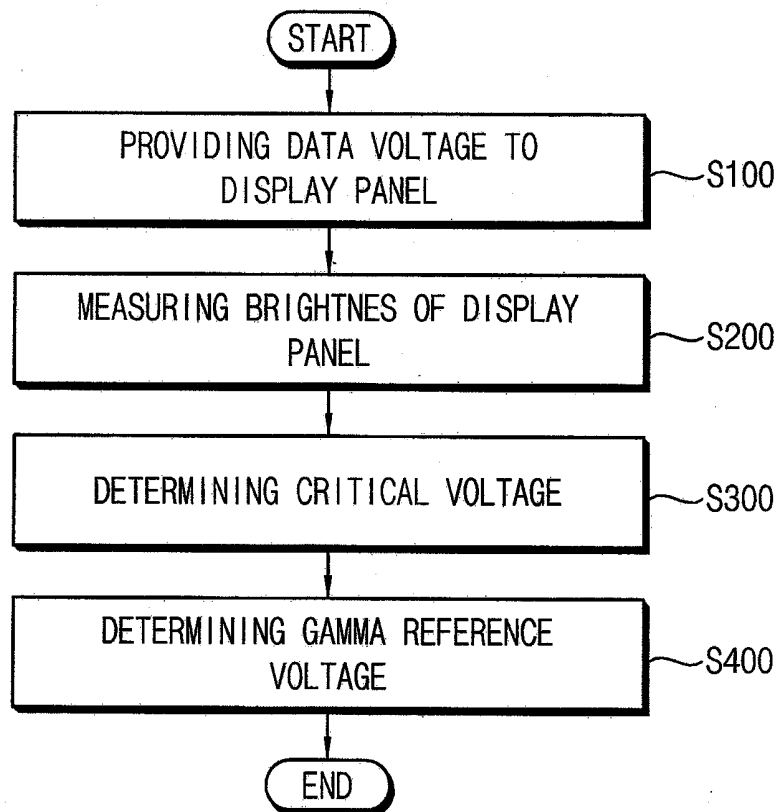 START
PROVIDING DATA VOLTAGE TO
DISPLAY PANEL
S100
MEASURING BRIGHTNES OF DISPLAY
PANEL
S200
DETERMINING CRITICAL VOLTAGE
S300
DETERMINING GAMMA REFERENCE
VOLTAGE
S400
END